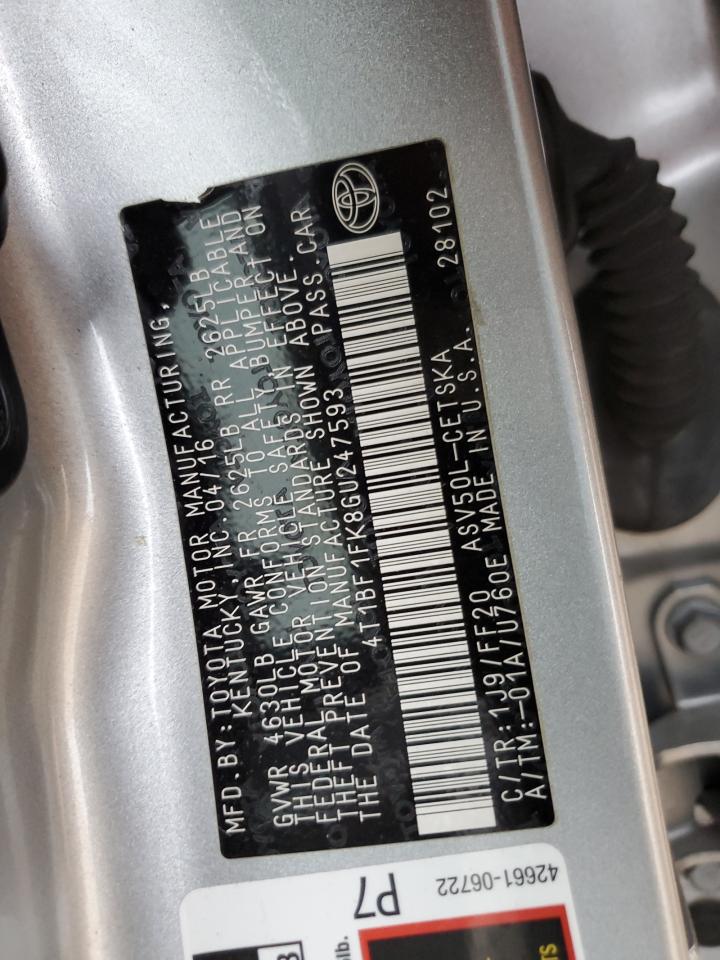 MFD.BY:TOYOTA MOTOR MANUFACTURING,
KENTUCKY,INC. 04/16
GVWR 4630LB GAWR FR 2625LB RR 2625LB
THIS VEHICLE CONFORMS TO ALL APPLICABLE
FEDERAL MOTOR VEHICLE SAFETY,BUMPER,AND
THEFT PREVENTION STANDARDS IN EFFECT ON
THE DATE OF MANUFACTURE SHOWN ABOVE.
4T1BF1FK8GU247593 PASS.CAR
C/TR:1J9/FF20 ASV50L-CETSKA
A/TM:-01A/U760E MADE IN U.S.A. 28102.
42661-06722
P7
lb.